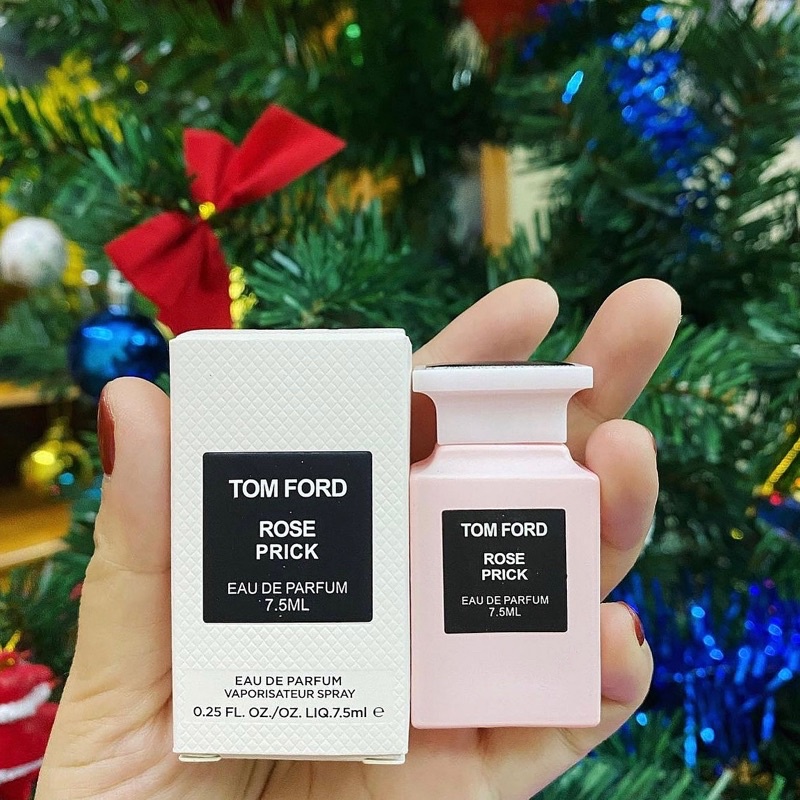 TOM FORD
ROSE
PRICK
EAU DE PARFUM
7.5ML
EAU DE PARFUM
VAPORISATEUR SPRAY
0.25 FL. OZ./OZ. LIQ.7.5ml ℮
TOM FORD
ROSE
PRICK
EAU DE PARFUM
7.5ML